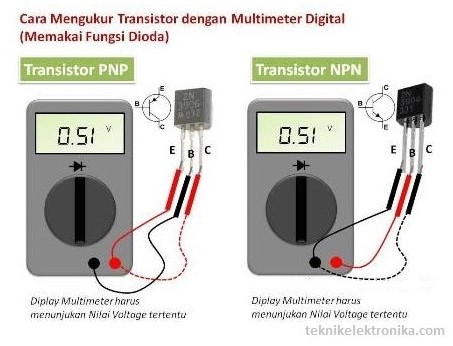 Cara Mengukur Transistor dengan Multimeter Digital
(Memakai Fungsi Dioda)
Transistor PNP
Transistor NPN
E
B
C
2N
3906
0.51 V
E B C
C
B
E
2N
3904
0.51 V
E B C
Diplay Multimeter harus
menunjukan Nilai Voltage tertentu
Diplay Multimeter harus
menunjukan Nilai Voltage tertentu
teknikelektronika.com